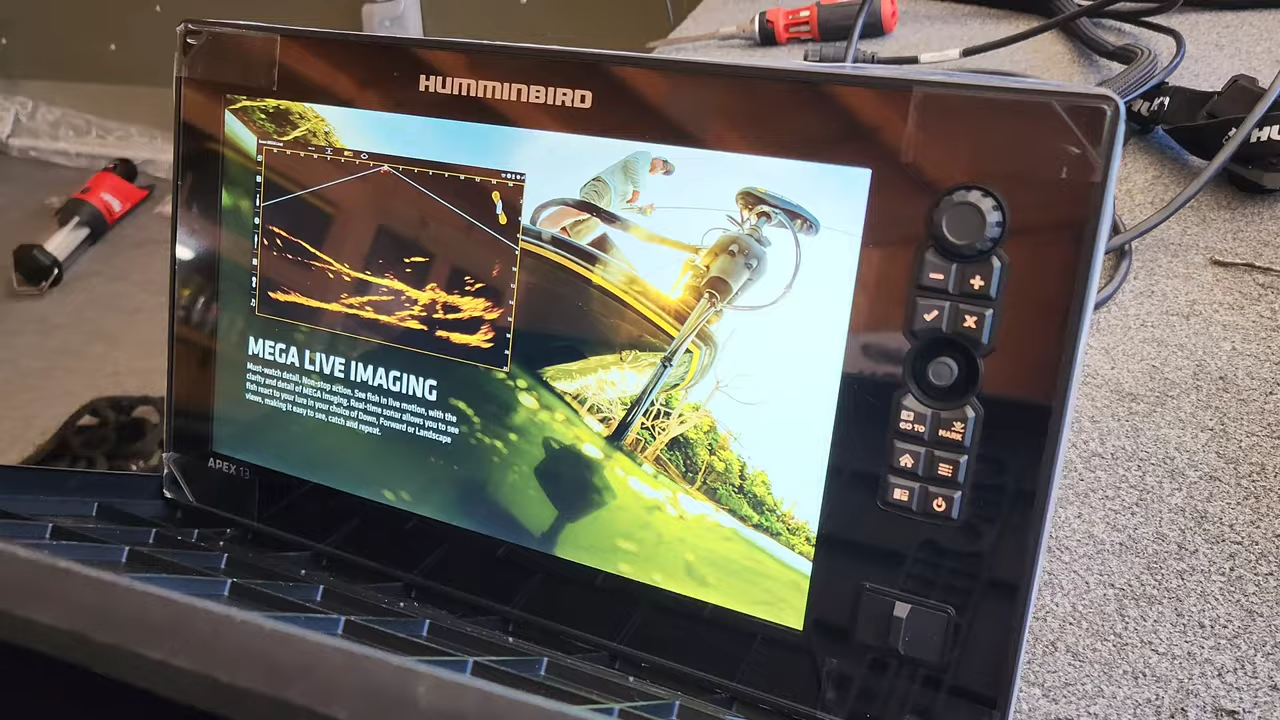 HUMMINBIRD
MEGA LIVE IMAGING
Must-watch detail, Non-stop action. See fish in live motion, with the
clarity and detail of MEGA Imaging. Real-time sonar allows you to see
fish react to your lure in your choice of Down, Forward or Landscape
views, making it easy to see, catch and repeat.
APEX 13
GO TO
MARK
HU